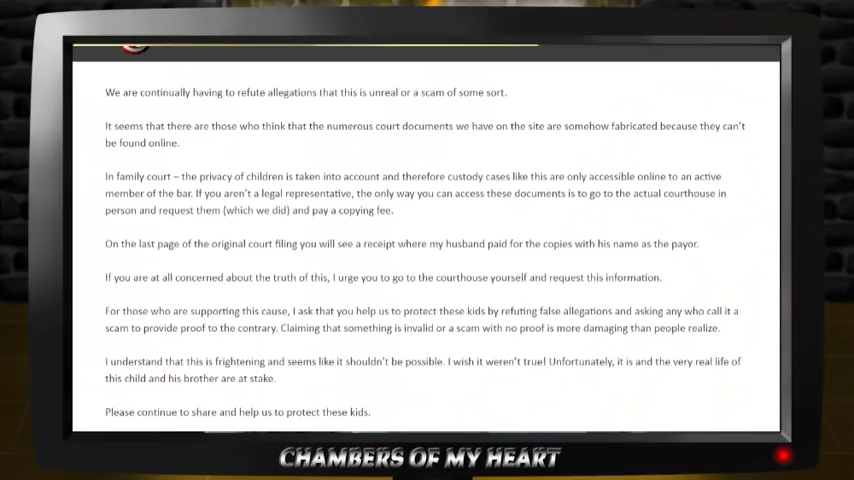 We are continually having to refute allegations that this is unreal or a scam of some sort.
It seems that there are those who think that the numerous court documents we have on the site are somehow fabricated because they can't
be found online.
In family court – the privacy of children is taken into account and therefore custody cases like this are only accessible online to an active
member of the bar. If you aren't a legal representative, the only way you can access these documents is to go to the actual courthouse in
person and request them (which we did) and pay a copying fee.
On the last page of the original court filing you will see a receipt where my husband paid for the copies with his name as the payor.
If you are at all concerned about the truth of this, I urge you to go to the courthouse yourself and request this information.
For those who are supporting this cause, I ask that you help us to protect these kids by refuting false allegations and asking any who call it a
scam to provide proof to the contrary. Claiming that something is invalid or a scam with no proof is more damaging than people realize.
I understand that this is frightening and seems like it shouldn't be possible. I wish it weren't true! Unfortunately, it is and the very real life of
this child and his brother are at stake.
Please continue to share and help us to protect these kids.
CHAMBERS OF MY HEART